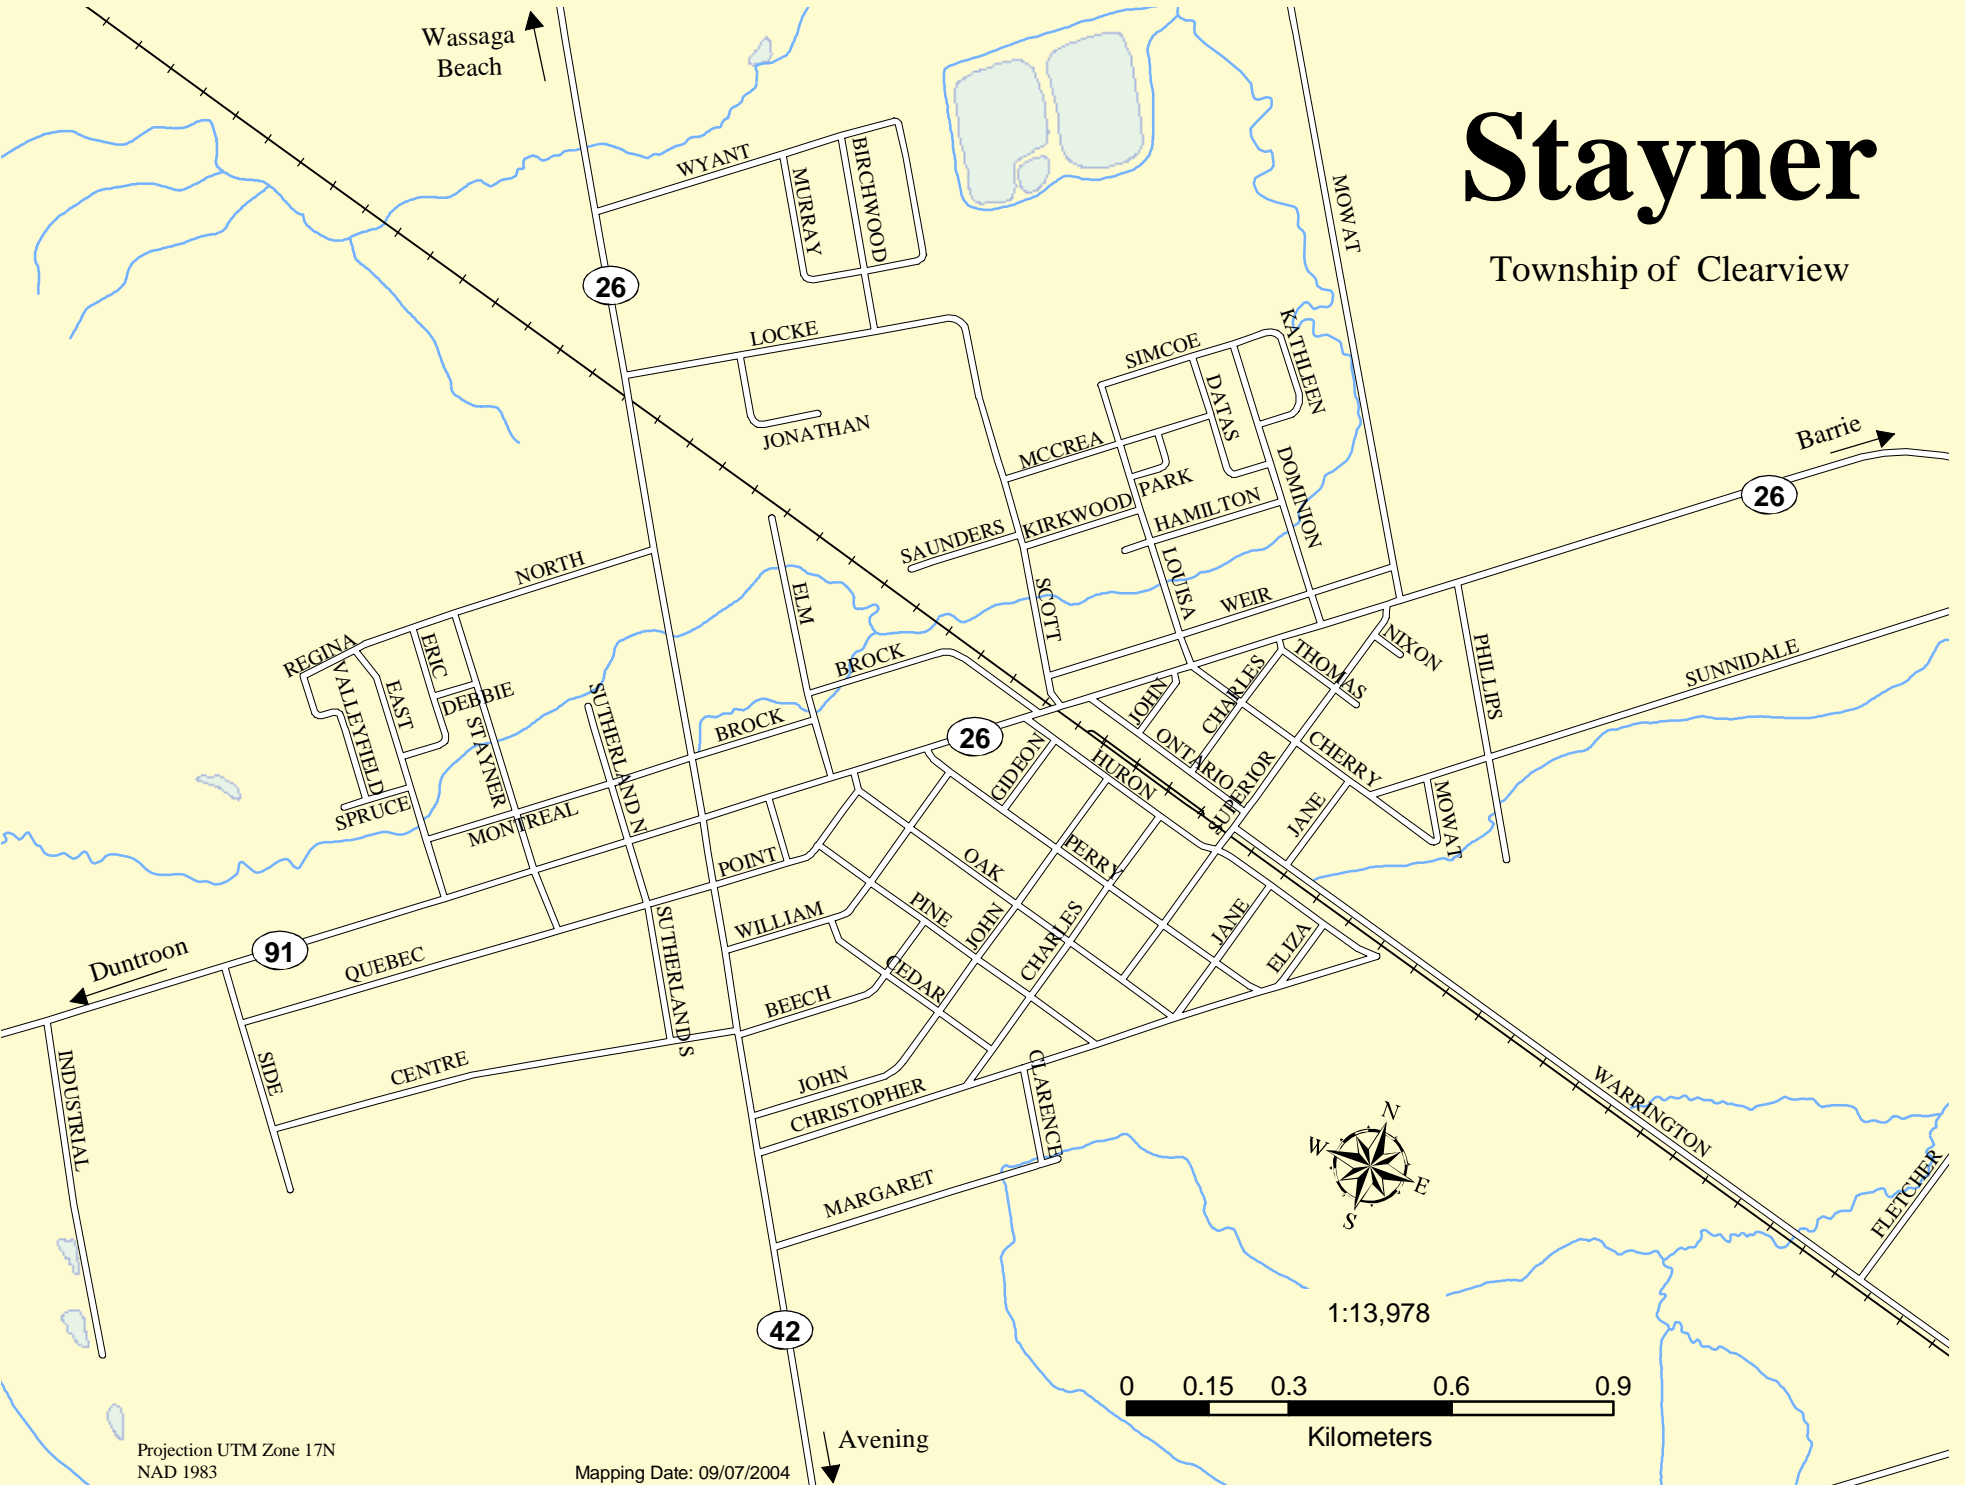 Wassaga
Beach
Stayner
Township of Clearview
WYANT
MURRAY
BIRCHWOOD
MOWAT
26
LOCKE
JONATHAN
SIMCOE
KATHLEEN
DATAS
MCCREA
DOMINION
PARK
KIRKWOOD
HAMILTON
SAUNDERS
Barrie
26
NORTH
ELM
SCOTT
LOUISA
WEIR
REGINA
ERIC
VALLEYFIELD
EAST
DEBBIE
STAYNER
SUTHERLAND N
BROCK
BROCK
THOMAS
NIXON
PHILLIPS
SUNNIDALE
JOHN
CHARLES
26
GIDEON
HURON
ONTARIO
SUPERIOR
CHERRY
JANE
MOWAT
SPRUCE
MONTREAL
POINT
OAK
PERRY
WILLIAM
PINE
JOHN
CHARLES
JANE
ELIZA
91
Duntroon
QUEBEC
SUTHERLAND S
CEDAR
BEECH
INDUSTRIAL
SIDE
CENTRE
JOHN
CHRISTOPHER
CLARENCE
MARGARET
WARRINGTON
FLETCHER
N
W
E
S
42
1:13,978
0 0.15 0.3 0.6 0.9
Kilometers
Avening
Projection UTM Zone 17N
NAD 1983
Mapping Date: 09/07/2004